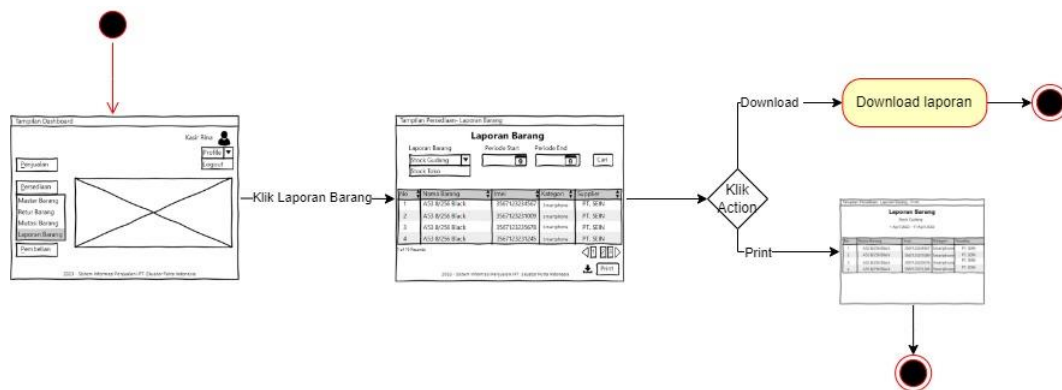 Tampilan Dashboard
Kasir Rina
Profile
Logout
Penjualan
Persediaan
Master Barang
Retur Barang
Mutasi Barang
Laporan Barang
Pembelian
Klik Laporan Barang
Tampilan Persediaan- Laporan Barang
Laporan Barang
Laporan Barang Periode Start Periode End
Stock Gudang Cari
Stock Toko
No Nama Barang Imei Kategori Supplier
1 A53 8/256 Black Smartphone PT. SEIN
2 A53 8/256 Black Smartphone PT. SEIN
3 A53 8/256 Black Smartphone PT. SEIN
4 A53 8/256 Black Smartphone PT. SEIN
Print
Klik
Action
Download
Download laporan
Print
Laporan Barang
Stock Gudang